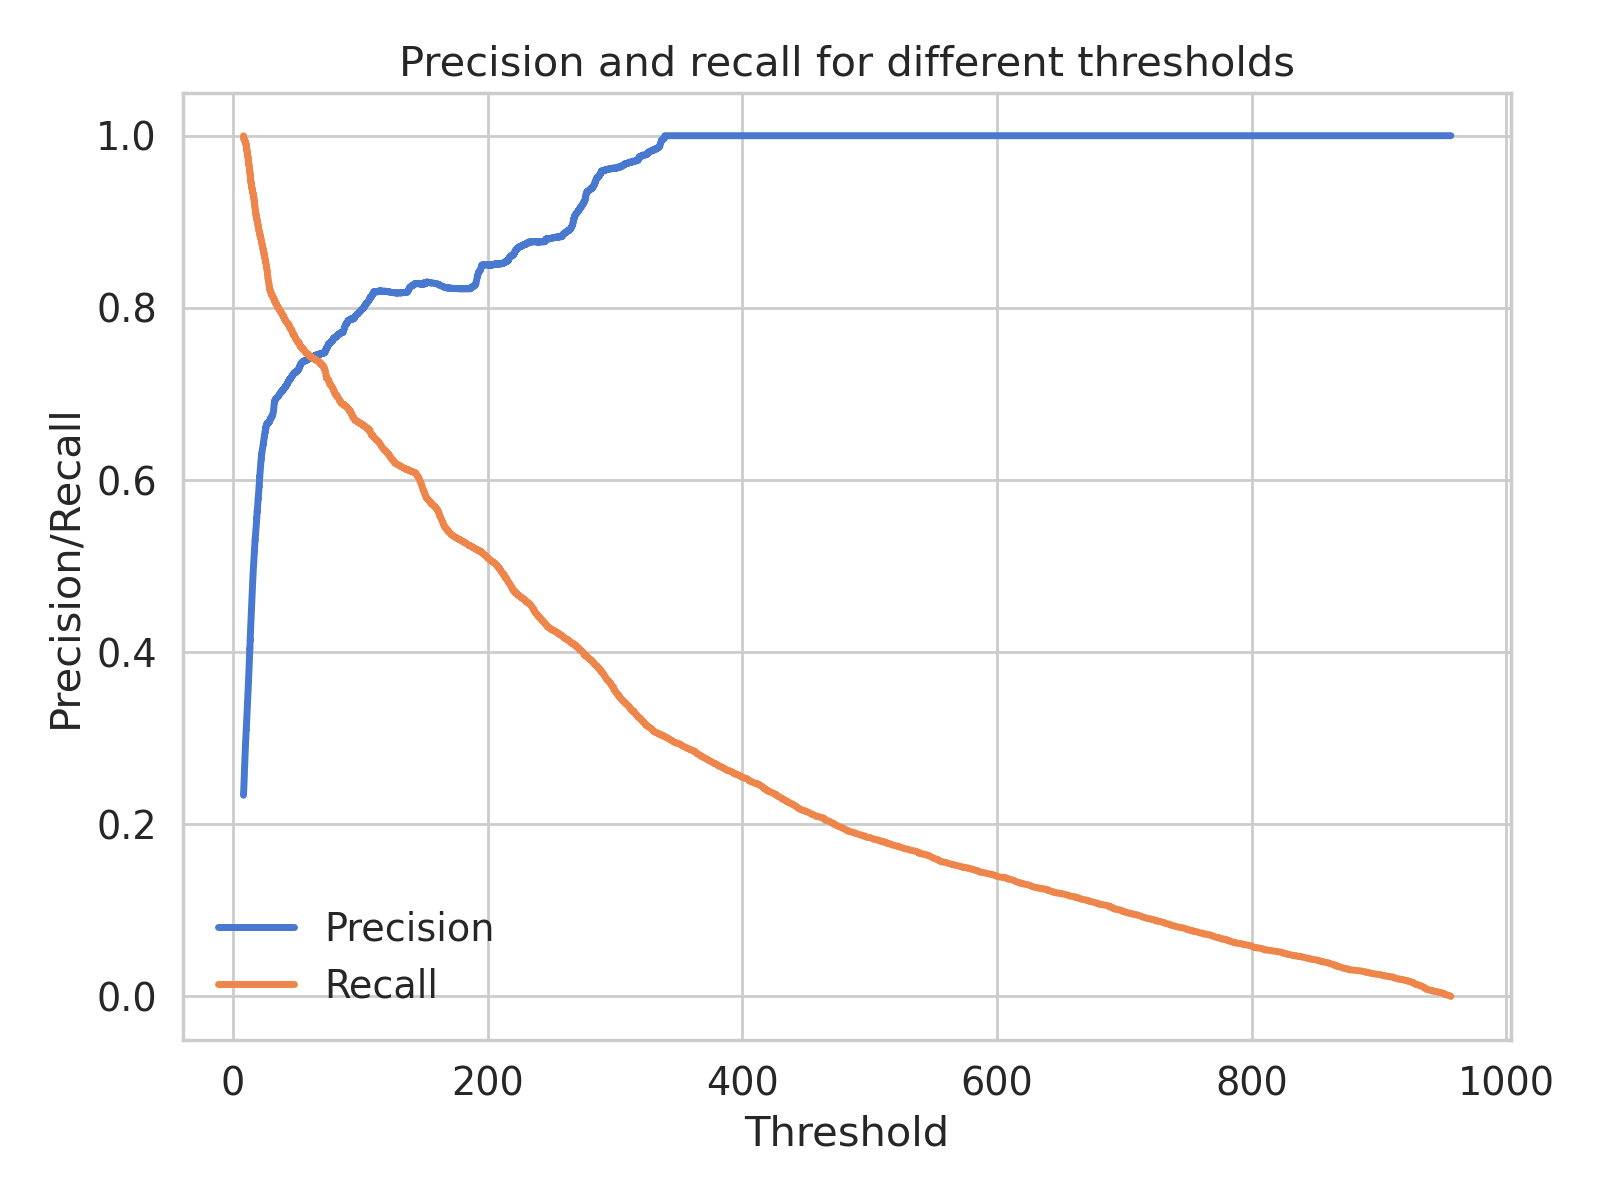 Precision and recall for different thresholds
1.0
0.8
0.6
0.4
0.2
0.0
Precision/Recall
Precision
Recall
0 200 400 600 800 1000
Threshold